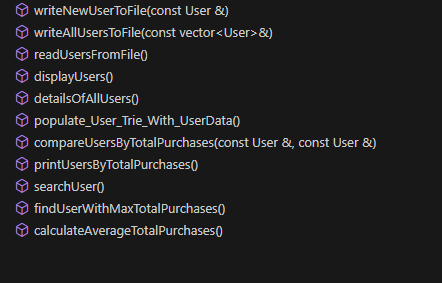 writeNewUserToFile(const User &)
writeAllUsersToFile(const vector<User>&)
readUsersFromFile()
displayUsers()
detailsOfAllUsers()
populate_User_Trie_With_UserData()
compareUsersByTotalPurchases(const User &, const User &)
printUsersByTotalPurchases()
searchUser()
findUserWithMaxTotalPurchases()
calculateAverageTotalPurchases()